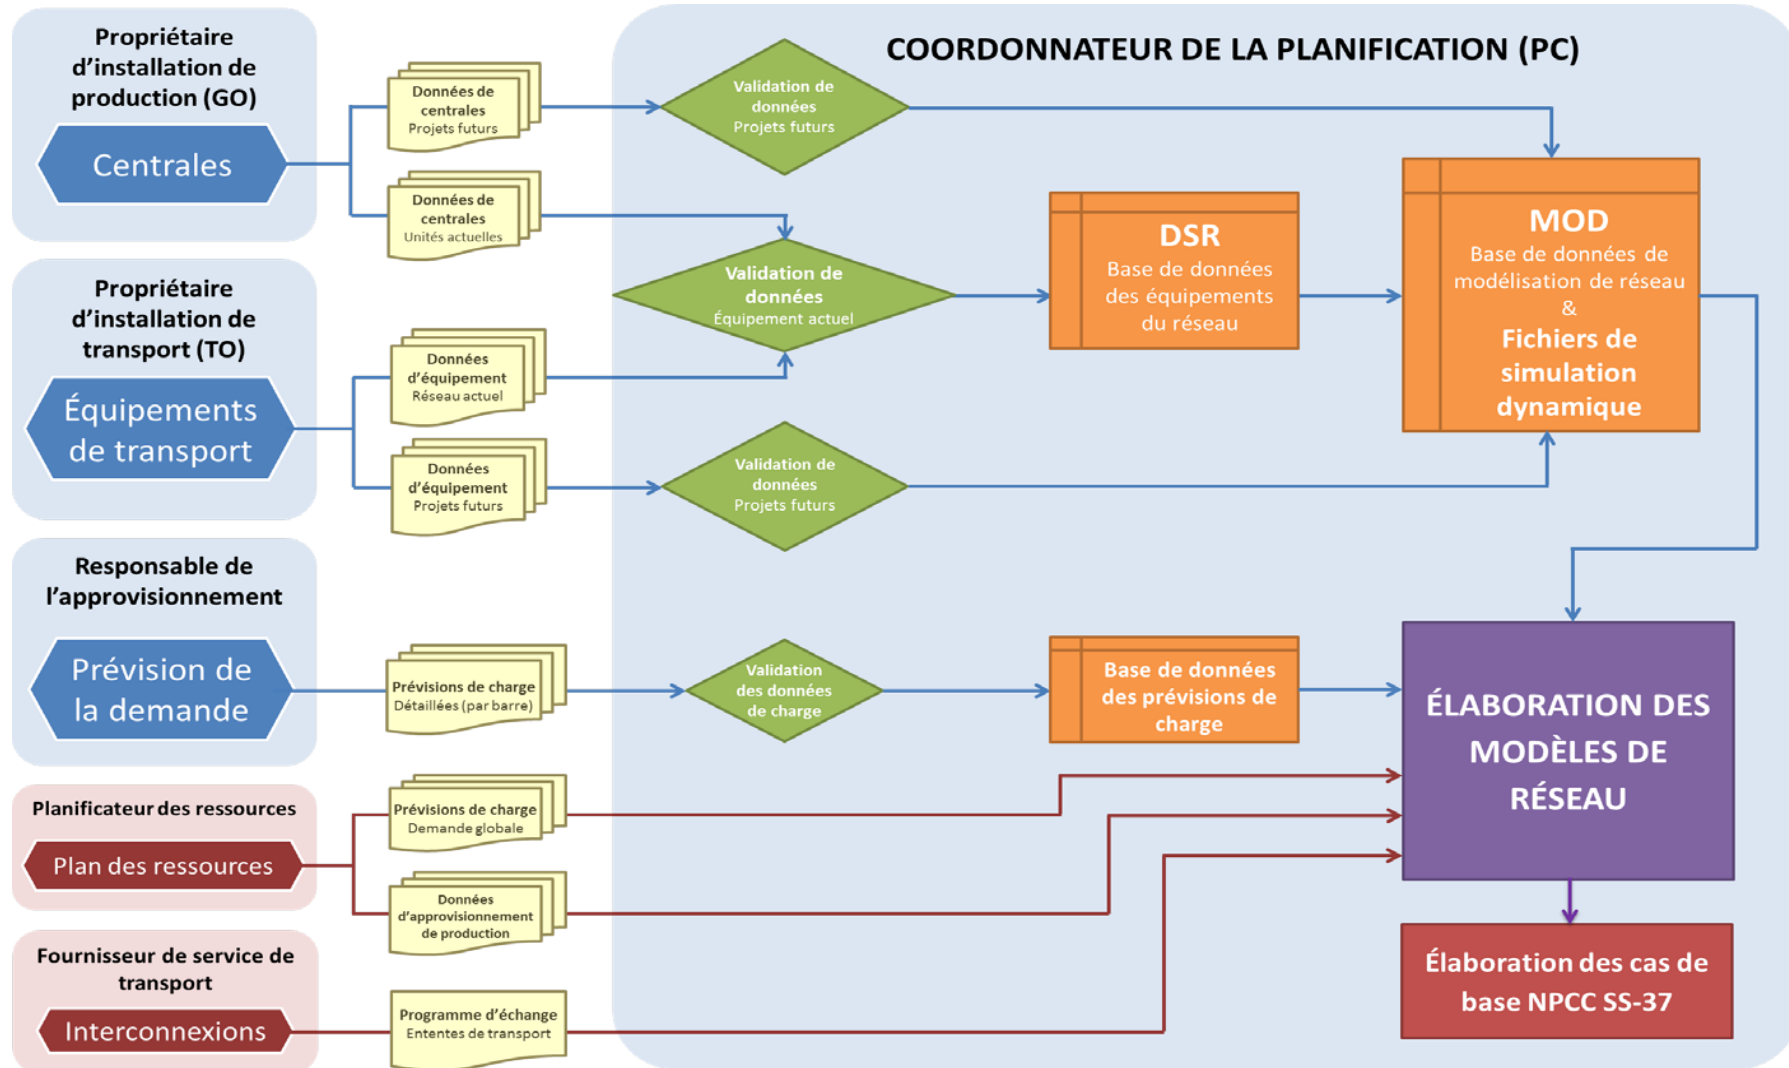 COORDONNATEUR DE LA PLANIFICATION (PC)
Propriétaire
d’installation de
production (GO)
Centrales
Données de
centrales
Projets futurs
Données de
centrales
Unités actuelles
Validation de
données
Projets futurs
Propriétaire
d’installation de
transport (TO)
Équipements
de transport
Données
d’équipement
Réseau actuel
Données
d’équipement
Projets futurs
Validation de
données
Équipement actuel
Validation de
données
Projets futurs
DSR
Base de données
des équipements
du réseau
MOD
Base de données de
modélisation de réseau
&
Fichiers de
simulation
dynamique
Responsable de
l’approvisionnement
Prévision de
la demande
Prévisions de charge
Détaillées (par barre)
Validation
des données
de charge
Base de données
des prévisions de
charge
ÉLABORATION DES
MODÈLES DE
RÉSEAU
Planificateur des ressources
Plan des ressources
Prévisions de charge
Demande globale
Données
d’approvisionnement
de production
Fournisseur de service de
transport
Interconnexions
Programme d’échange
Ententes de transport
Élaboration des cas de
base NPCC SS-37